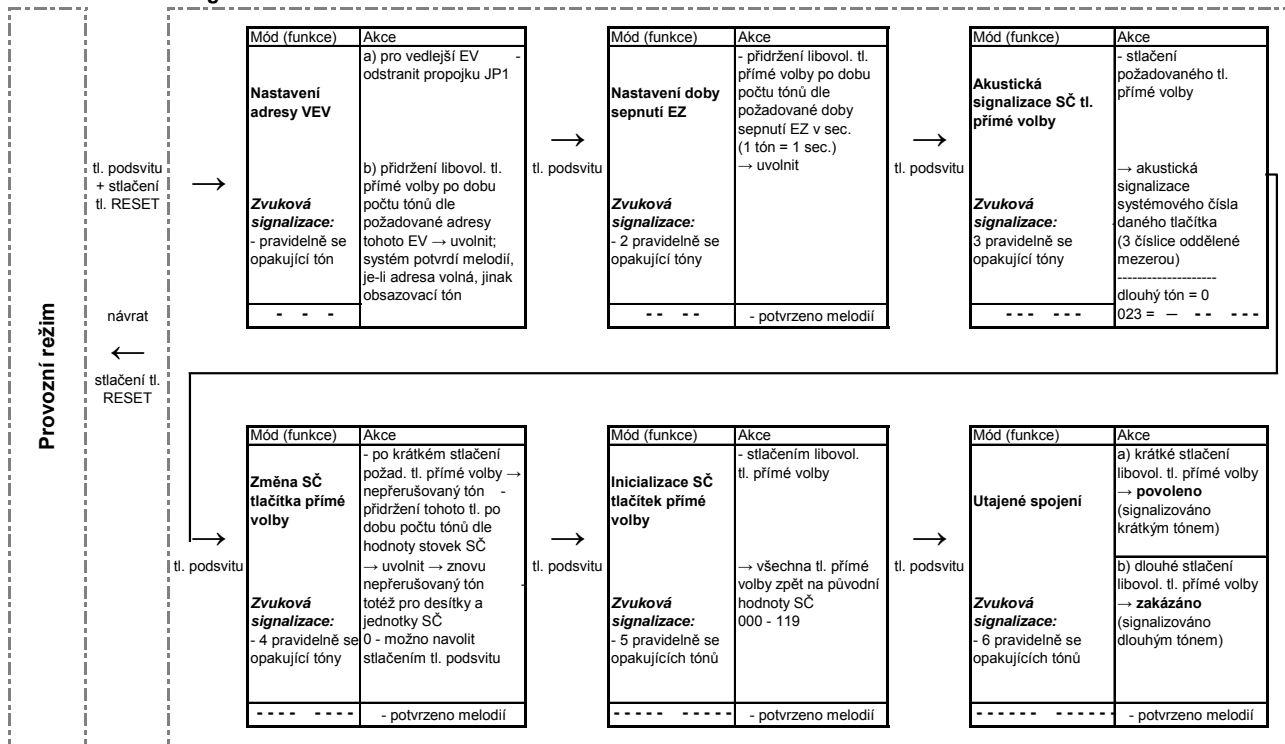 Provozní režim
tl. podsvitu
+ stlačení
tl. RESET
→
návrat
←
stlačení tl.
RESET
Mód (funkce) Akce
Nastavení
adresy VEV
Zvuková
signalizace:
- pravidelně se
opakující tón
- - -
a) pro vedlejší EV -
odstranit propojku JP1
b) přidržení libovol. tl.
přímé volby po dobu
počtu tónů dle
požadované adresy
tohoto EV → uvolnit;
systém potvrdí melodií,
je-li adresa volná, jinak
obsazovací tón
→
tl. podsvitu
Mód (funkce) Akce
Nastavení doby
sepnutí EZ
Zvuková
signalizace:
- 2 pravidelně se
opakující tóny
- - - -
- přidržení libovol. tl.
přímé volby po dobu
počtu tónů dle
požadované doby
sepnutí EZ v sec.
(1 tón = 1 sec.)
→ uvolnit
- potvrzeno melodií
→
tl. podsvitu
Mód (funkce) Akce
Akustická
signalizace SČ tl.
přímé volby
Zvuková
signalizace:
3 pravidelně se
opakující tóny
- - - - - -
- stlačení
požadovaného tl.
přímé volby
→ akustická
signalizace
systémového čísla
daného tlačítka
(3 číslice oddělené
mezerou)
--------------------
dlouhý tón = 0
023 = — - - - - -
→
tl. podsvitu
Mód (funkce) Akce
Změna SČ
tlačítka přímé
volby
Zvuková
signalizace:
- 4 pravidelně se
opakující tóny
- - - - - - - -
- po krátkém stlačení
požad. tl. přímé volby →
nepřerušovaný tón -
přidržení tohoto tl. po
dobu počtu tónů dle
hodnoty stovek SČ
→ uvolnit → znovu
nepřerušovaný tón -
totéž pro desítky a
jednotky SČ
0 - možno navolit
stlačením tl. podsvitu
- potvrzeno melodií
→
tl. podsvitu
Mód (funkce) Akce
Inicializace SČ
tlačítek přímé
volby
Zvuková
signalizace:
- 5 pravidelně se
opakujících tónů
- - - - - - - - - -
- stlačením libovol.
tl. přímé volby
→ všechna tl. přímé
volby zpět na původní
hodnoty SČ
000 - 119
- potvrzeno melodií
→
tl. podsvitu
Mód (funkce) Akce
Utajené spojení
Zvuková
signalizace:
- 6 pravidelně se
opakujících tónů
- - - - - - - - - - - -
a) krátké stlačení
libovol. tl. přímé volby
→ povoleno
(signalizováno
krátkým tónem)
b) dlouhé stlačení
libovol. tl. přímé volby
→ zakázáno
(signalizováno
dlouhým tónem)
- potvrzeno melodií